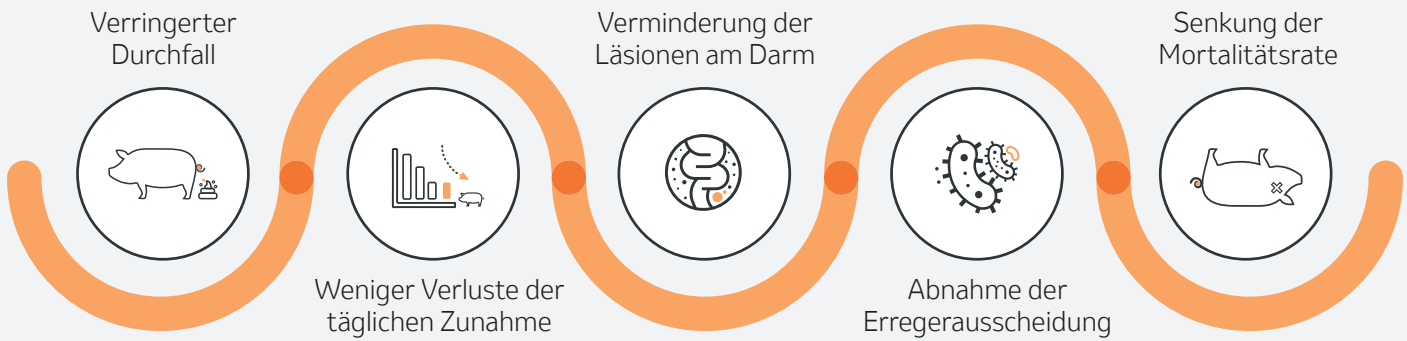 Verringerter
Durchfall
Weniger Verluste der
täglichen Zunahme
Verminderung der
Läsionen am Darm
Abnahme der
Erregerausscheidung
Senkung der
Mortalitätsrate